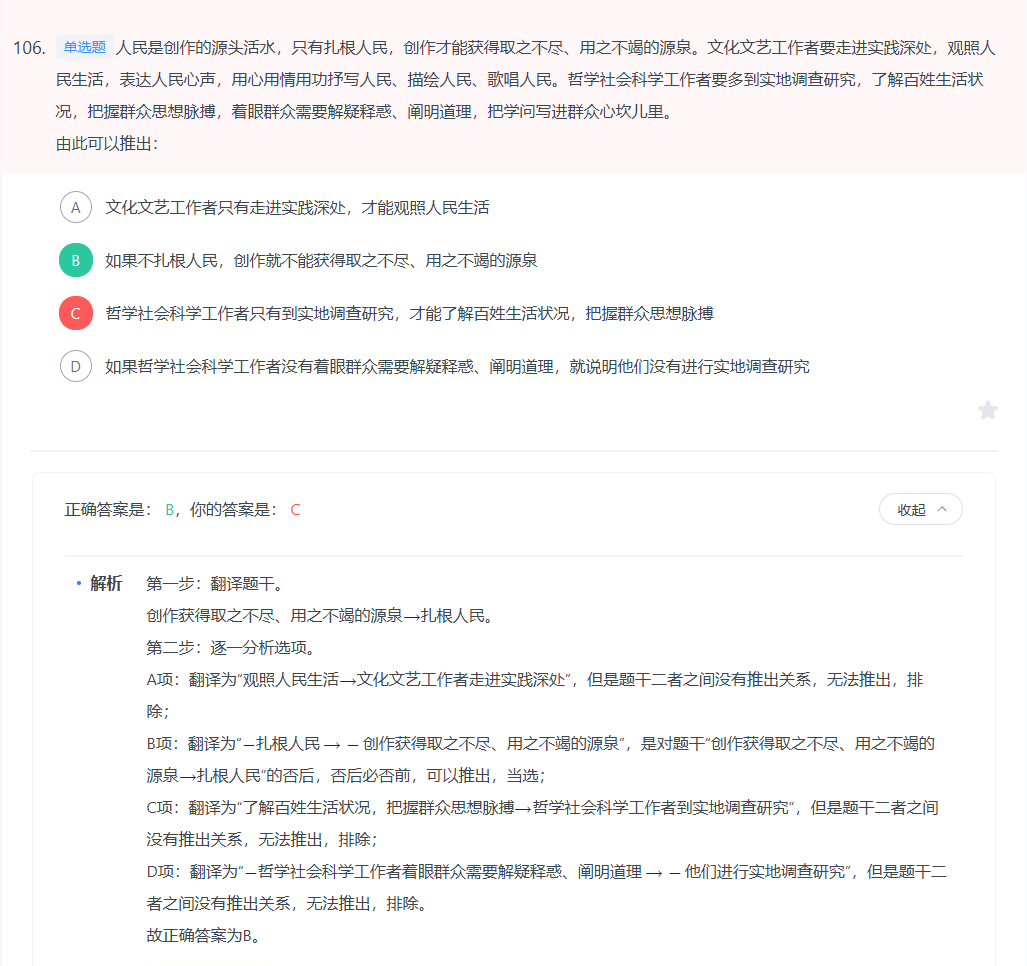 106. 单选题 人民是创作的源头活水，只有扎根人民，创作才能获得取之不尽、用之不竭的源泉。文化文艺工作者要走进实践深处，观照人
民生活，表达人民心声，用心用情用功抒写人民、描绘人民、歌唱人民。哲学社会科学工作者要多到实地调查研究，了解百姓生活状
况，把握群众思想脉搏，着眼群众需要解疑释惑、阐明道理，把学问写进群众心坎儿里。
由此可以推出：
A 文化文艺工作者只有走进实践深处，才能观照人民生活
B 如果不扎根人民，创作就不能获得取之不尽、用之不竭的源泉
C 哲学社会科学工作者只有到实地调查研究，才能了解百姓生活状况，把握群众思想脉搏
D 如果哲学社会科学工作者没有着眼群众需要解疑释惑、阐明道理，就说明他们没有进行实地调查研究
正确答案是： B，你的答案是： C
收起
解析 第一步：翻译题干。
创作获得取之不尽、用之不竭的源泉→扎根人民。
第二步：逐一分析选项。
A项：翻译为“观照人民生活→文化文艺工作者走进实践深处”，但是题干二者之间没有推出关系，无法推出，排
除；
B项：翻译为“—扎根人民 → — 创作获得取之不尽、用之不竭的源泉”，是对题干“创作获得取之不尽、用之不竭的
源泉→扎根人民”的否后，否后必否前，可以推出，当选；
C项：翻译为“了解百姓生活状况，把握群众思想脉搏→哲学社会科学工作者到实地调查研究”，但是题干二者之间
没有推出关系，无法推出，排除；
D项：翻译为“—哲学社会科学工作者着眼群众需要解疑释惑、阐明道理 → — 他们进行实地调查研究”，但是题干二
者之间没有推出关系，无法推出，排除。
故正确答案为B。